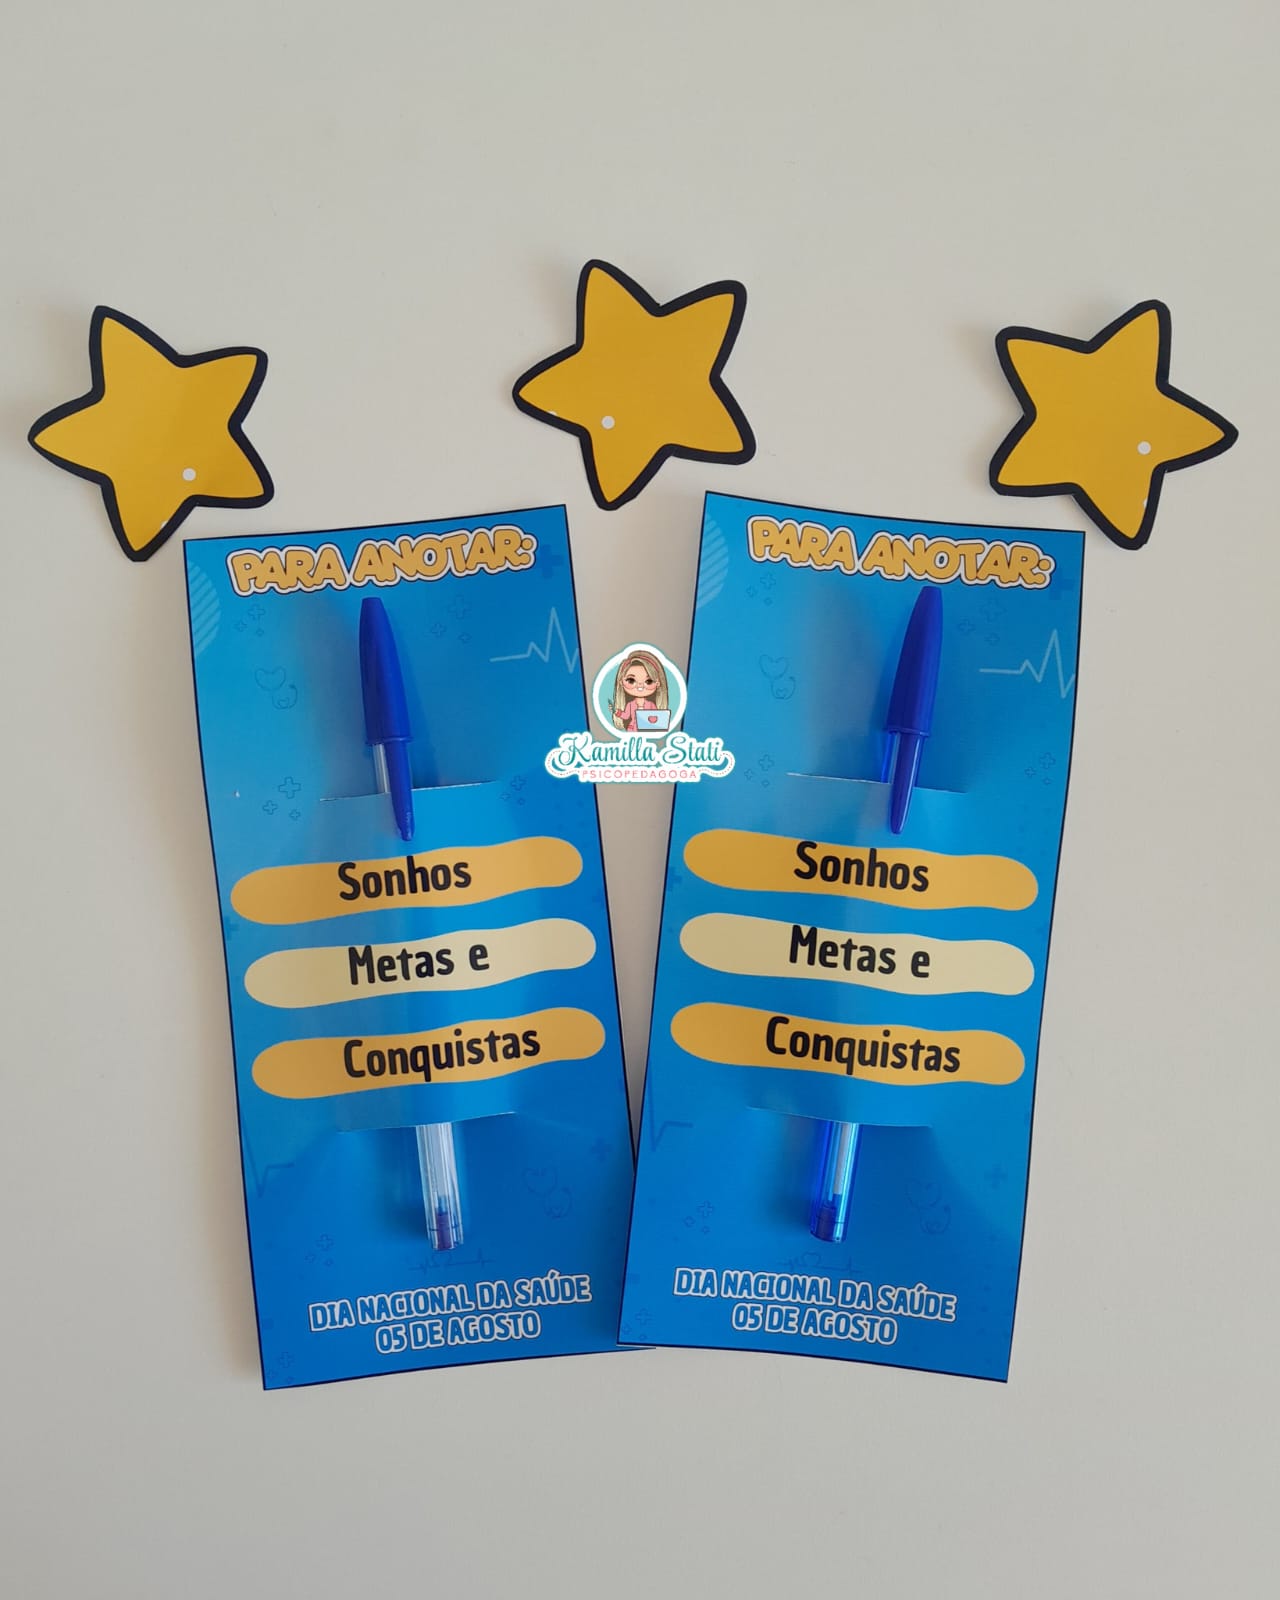 PARA ANOTAR:
Sonhos
Metas e
Conquistas
DIA NACIONAL DA SAÚDE
05 DE AGOSTO
Kamilla Stati
PSICOPEDAGOGA
PARA ANOTAR:
Sonhos
Metas e
Conquistas
DIA NACIONAL DA SAÚDE
05 DE AGOSTO